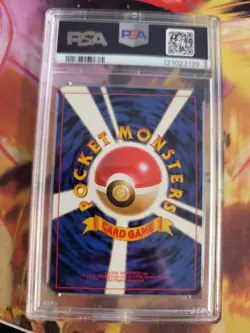 PSA
PSA
121023139
POCKET MONSTERS
CARD GAME